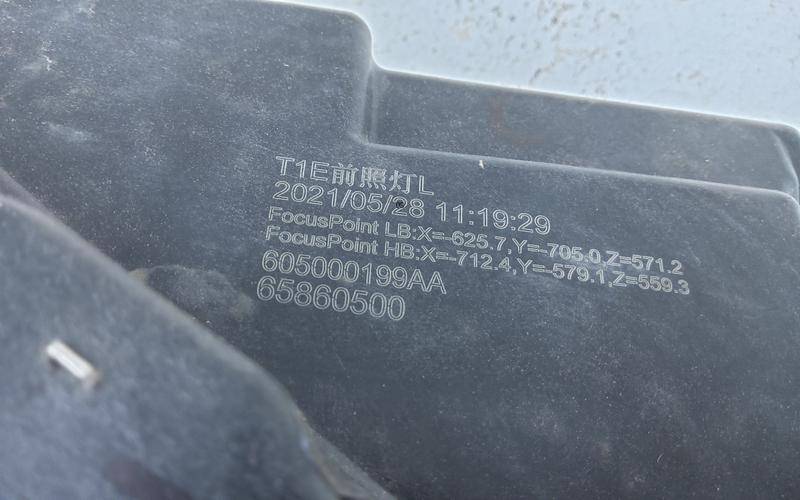 T1E前照灯L
2021/05/28 11:19:29
FocusPoint LB:X=-625.7,Y=-705.0,Z=571.2
FocusPoint HB:X=-712.4,Y=-579.1,Z=559.3
605000199AA
65860500